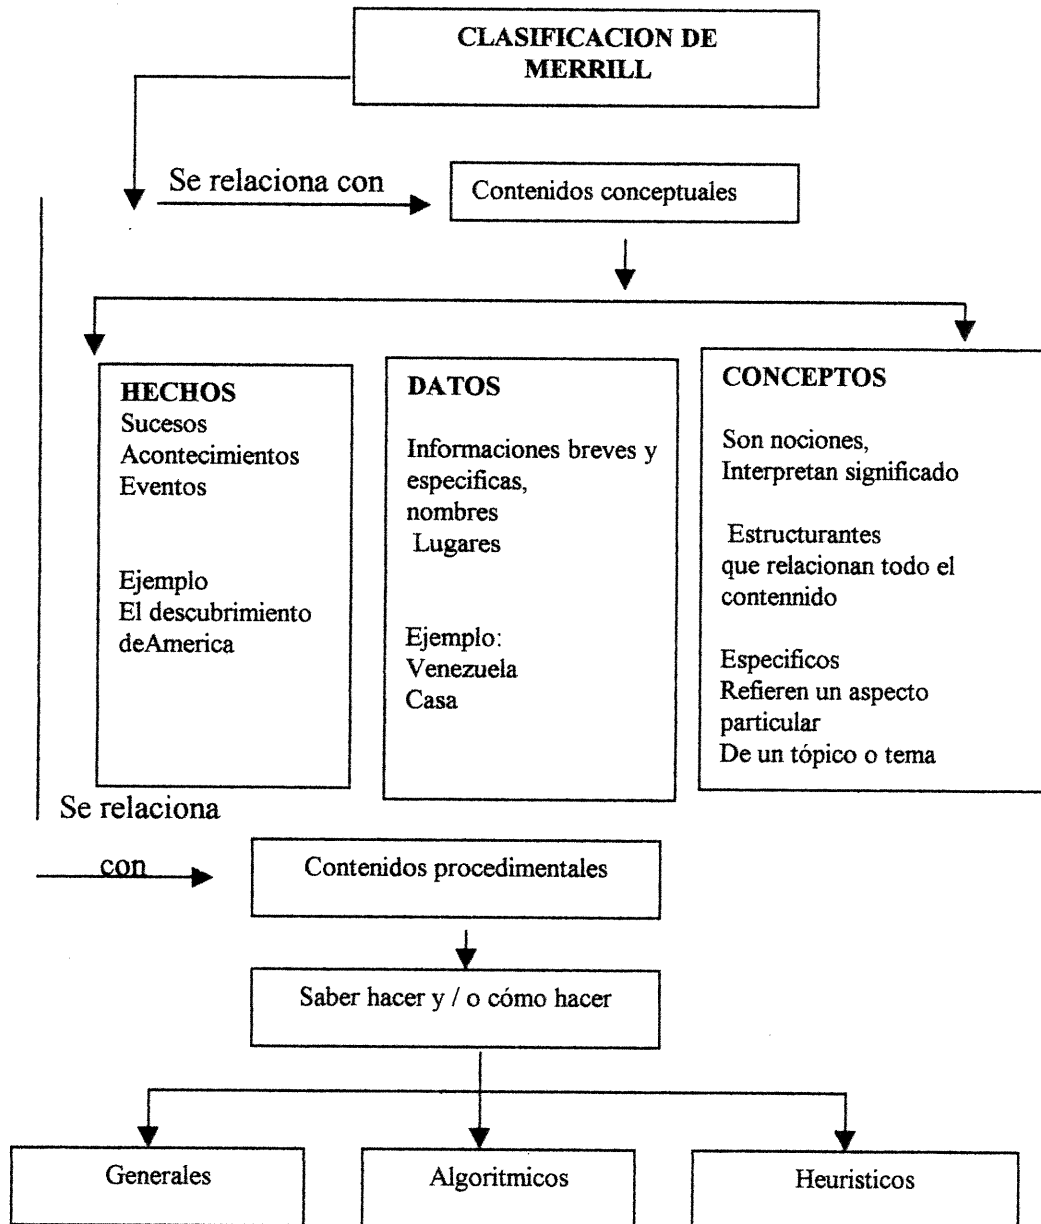 CLASIFICACION DE
MERRILL
Se relaciona con
Contenidos conceptuales
HECHOS
Sucesos
Acontecimientos
Eventos
Ejemplo
El descubrimiento
deAmerica
DATOS
Informaciones breves y
especificas,
nombres
Lugares
Ejemplo:
Venezuela
Casa
CONCEPTOS
Son nociones,
Interpretan significado
Estructurantes
que relacionan todo el
contennido
Especificos
Refieren un aspecto
particular
De un tópico o tema
Se relaciona
con
Contenidos procedimentales
Saber hacer y / o cómo hacer
Generales
Algoritmicos
Heuristicos